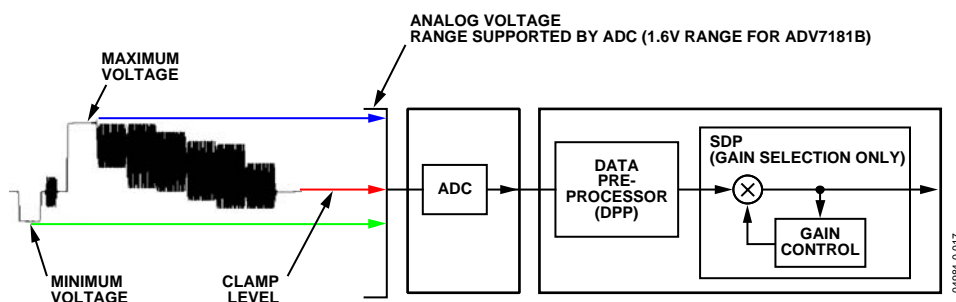 ANALOG VOLTAGE
RANGE SUPPORTED BY ADC (1.6V RANGE FOR ADV7181B)
MAXIMUM
VOLTAGE
SDP
(GAIN SELECTION ONLY)
DATA
PRE-
PROCESSOR
(DPP)
ADC
GAIN
CONTROL
MINIMUM
VOLTAGE
CLAMP
LEVEL